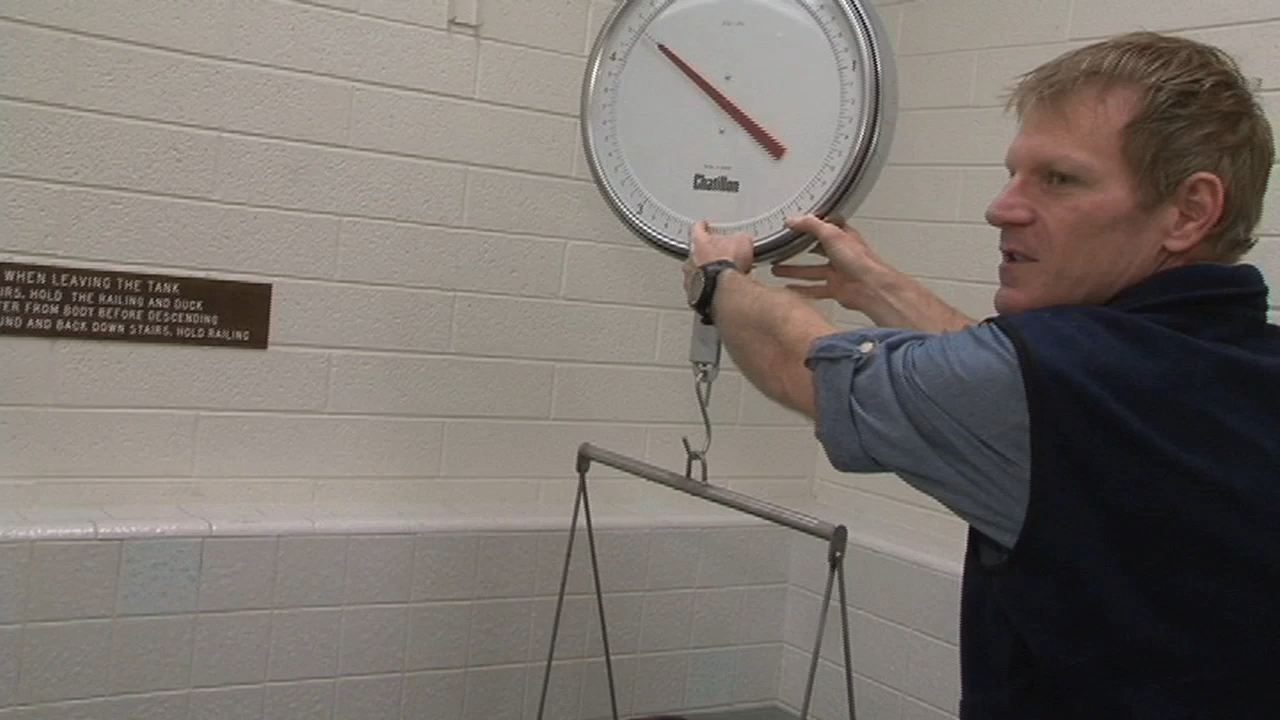 Chatillon
WHEN LEAVING THE TANK
IRS, HOLD THE RAILING AND DUCK
TER FROM BODY BEFORE DESCENDING
UND AND BACK DOWN STAIRS, HOLD RAILING